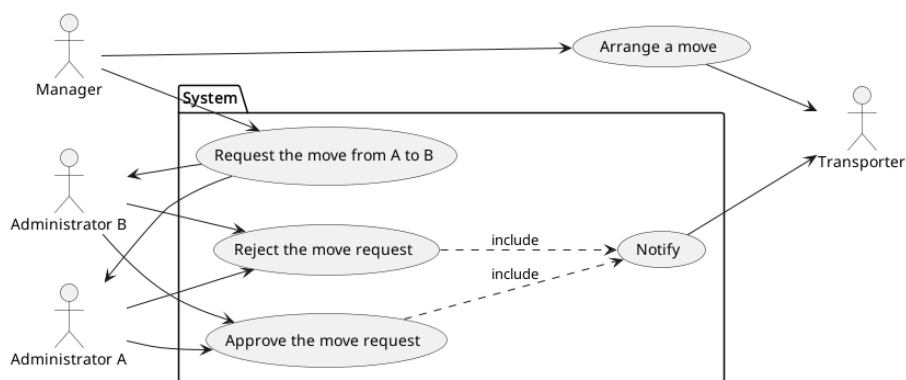 Arrange a move
Manager
System
Request the move from A to B
Transporter
Administrator B
Reject the move request
include
Notify
include
Approve the move request
Administrator A